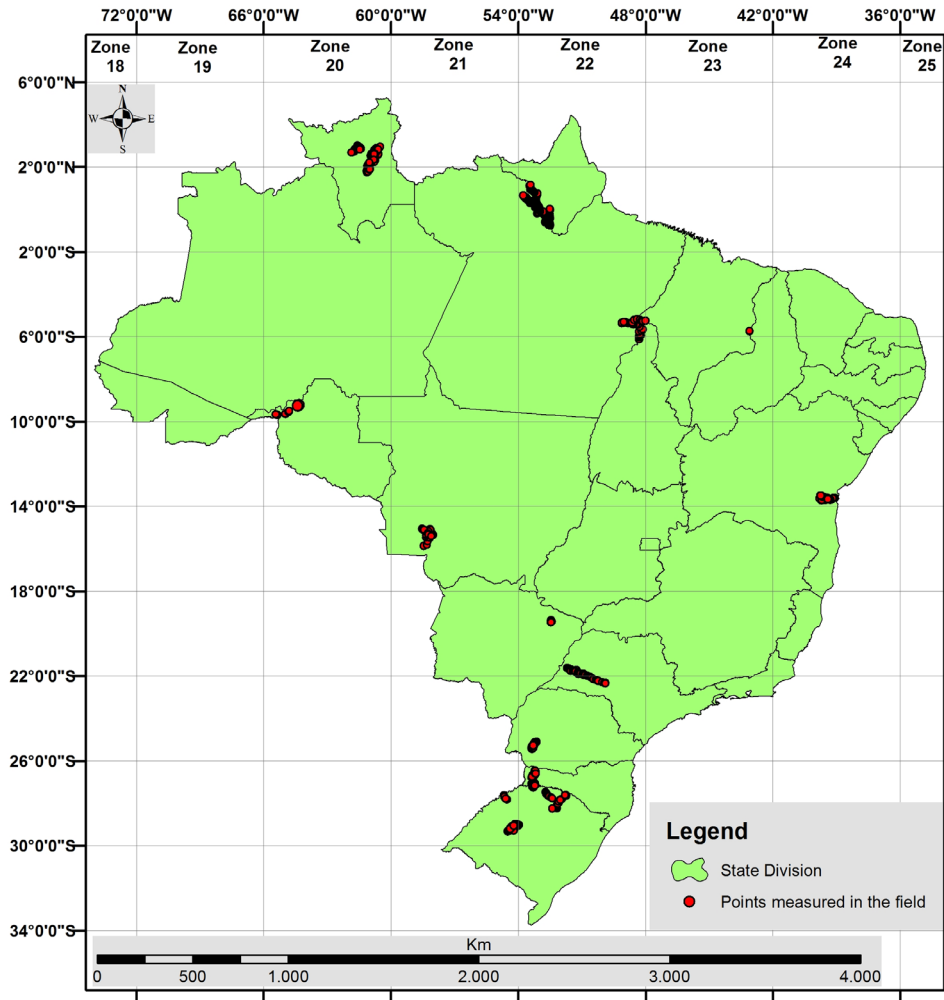 72°0'0"W 66°0'0"W 60°0'0"W 54°0'0"W 48°0'0"W 42°0'0"W 36°0'0"W
Zone 18
Zone 19
Zone 20
Zone 21
Zone 22
Zone 23
Zone 24
Zone 25
6°0'0"N
N
W E
S
2°0'0"N
2°0'0"S
6°0'0"S
10°0'0"S
14°0'0"S
18°0'0"S
22°0'0"S
26°0'0"S
30°0'0"S
34°0'0"S
Legend
State Division
Points measured in the field
Km
0 500 1.000 2.000 3.000 4.000